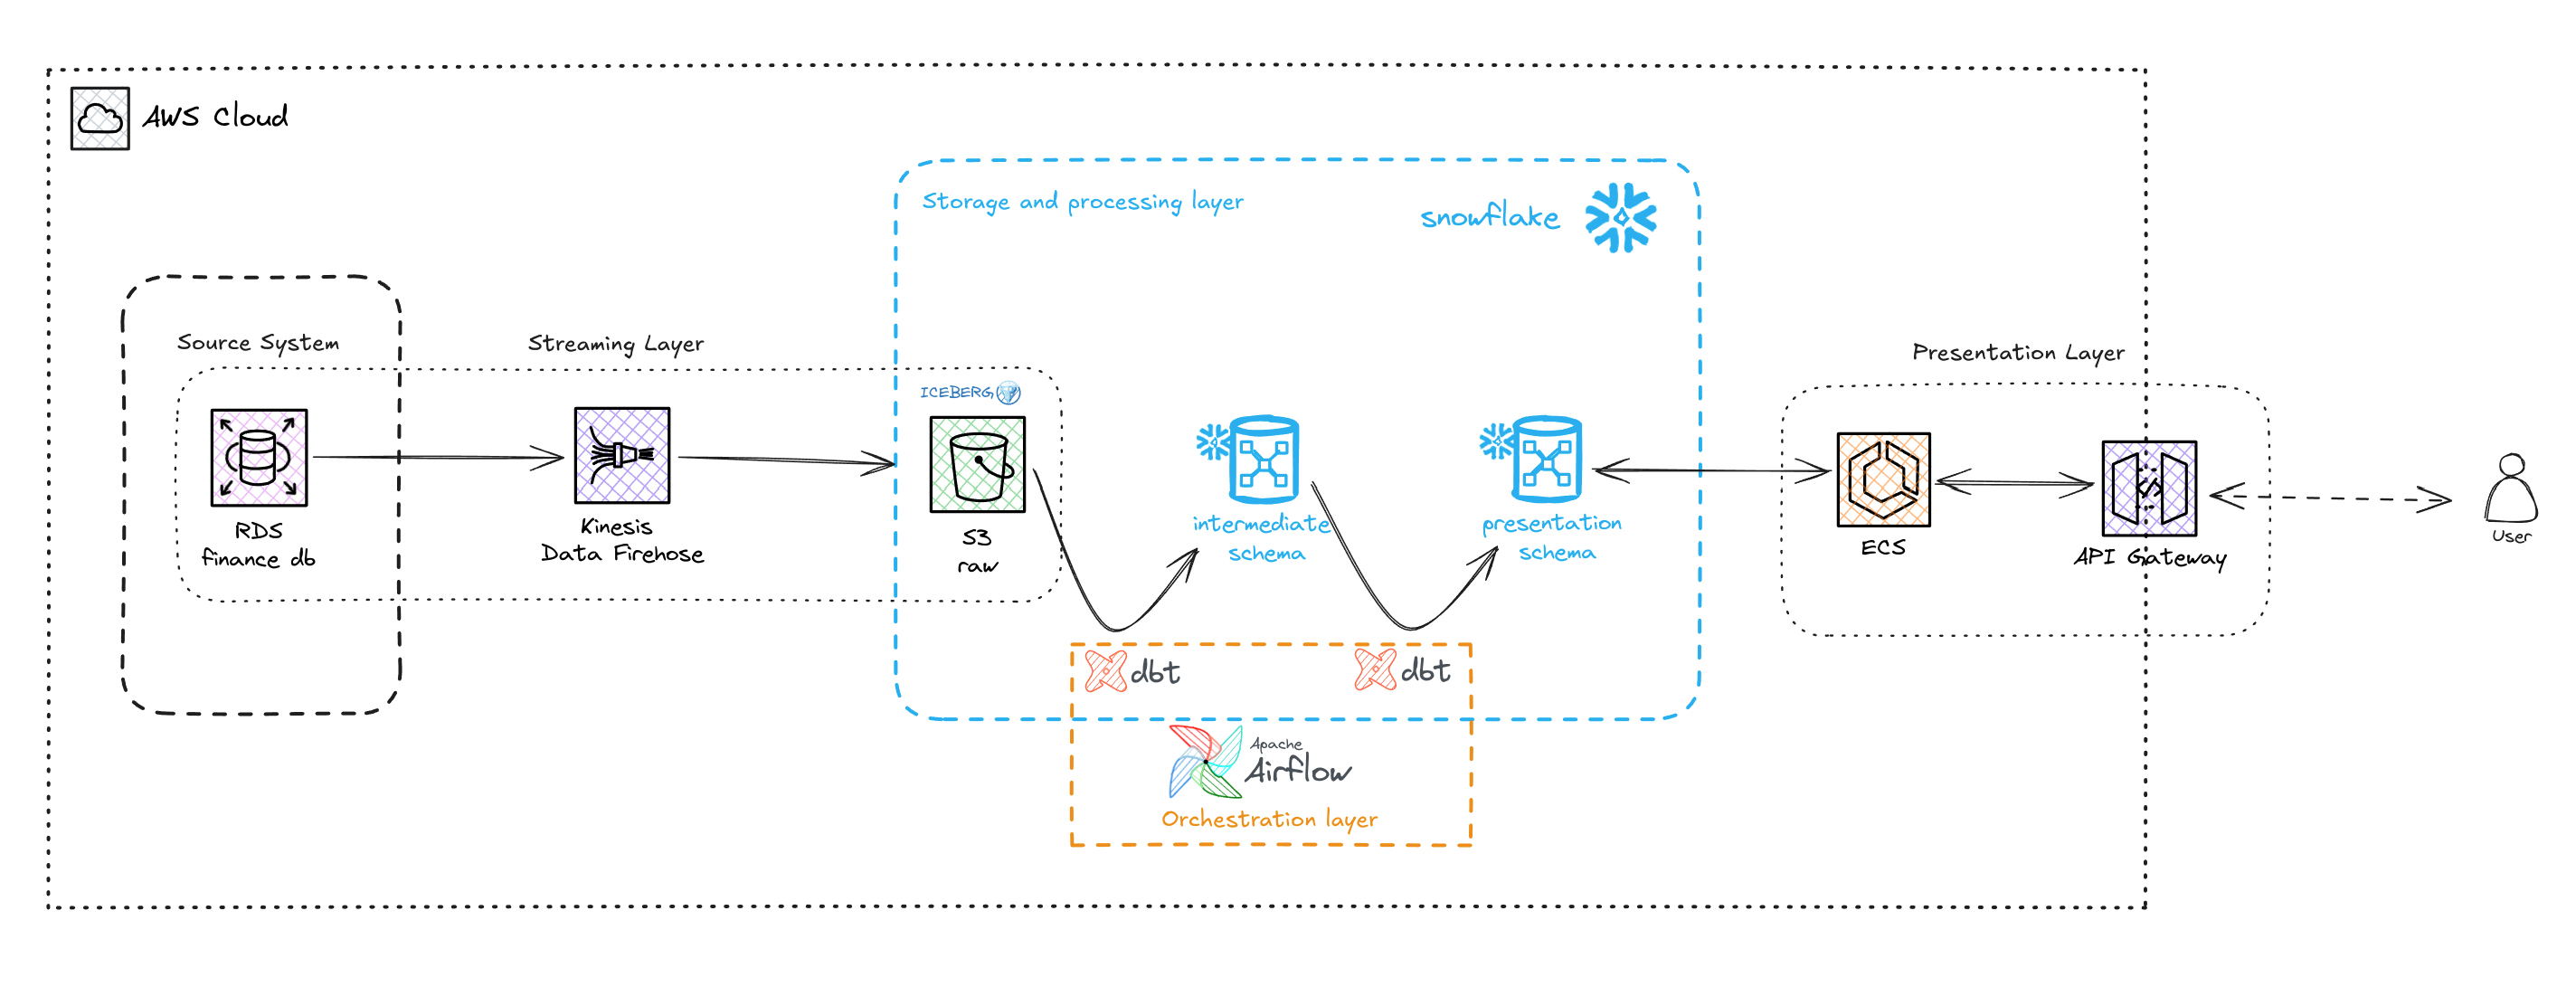 AWS Cloud
Storage and processing layer
snowflake
Source System
Streaming Layer
Presentation Layer
ICEBERG
RDS
finance db
Kinesis
Data Firehose
S3
raw
intermediate
schema
presentation
schema
ECS
API Gateway
User
dbt
dbt
Apache
Airflow
Orchestration layer